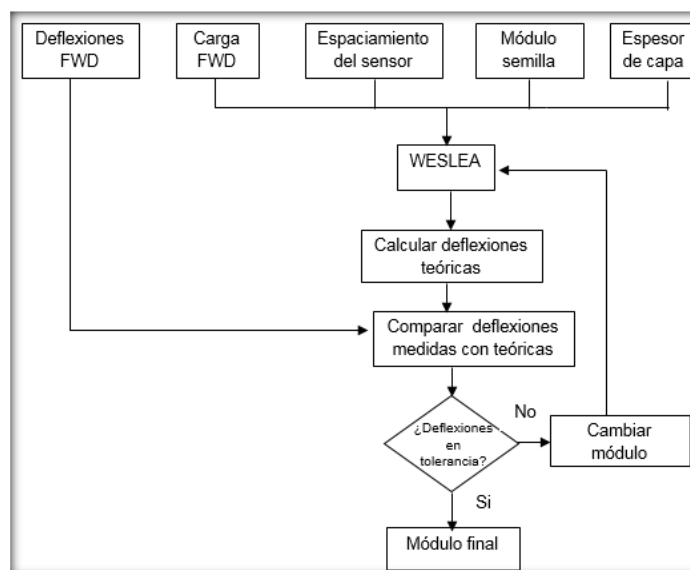 Deflexiones
FWD
Carga
FWD
Espaciamiento
del sensor
Módulo
semilla
Espesor
de capa
WESLEA
Calcular deflexiones
teóricas
Comparar deflexiones
medidas con teóricas
¿Deflexiones
en
tolerancia?
No
Cambiar
módulo
Si
Módulo final